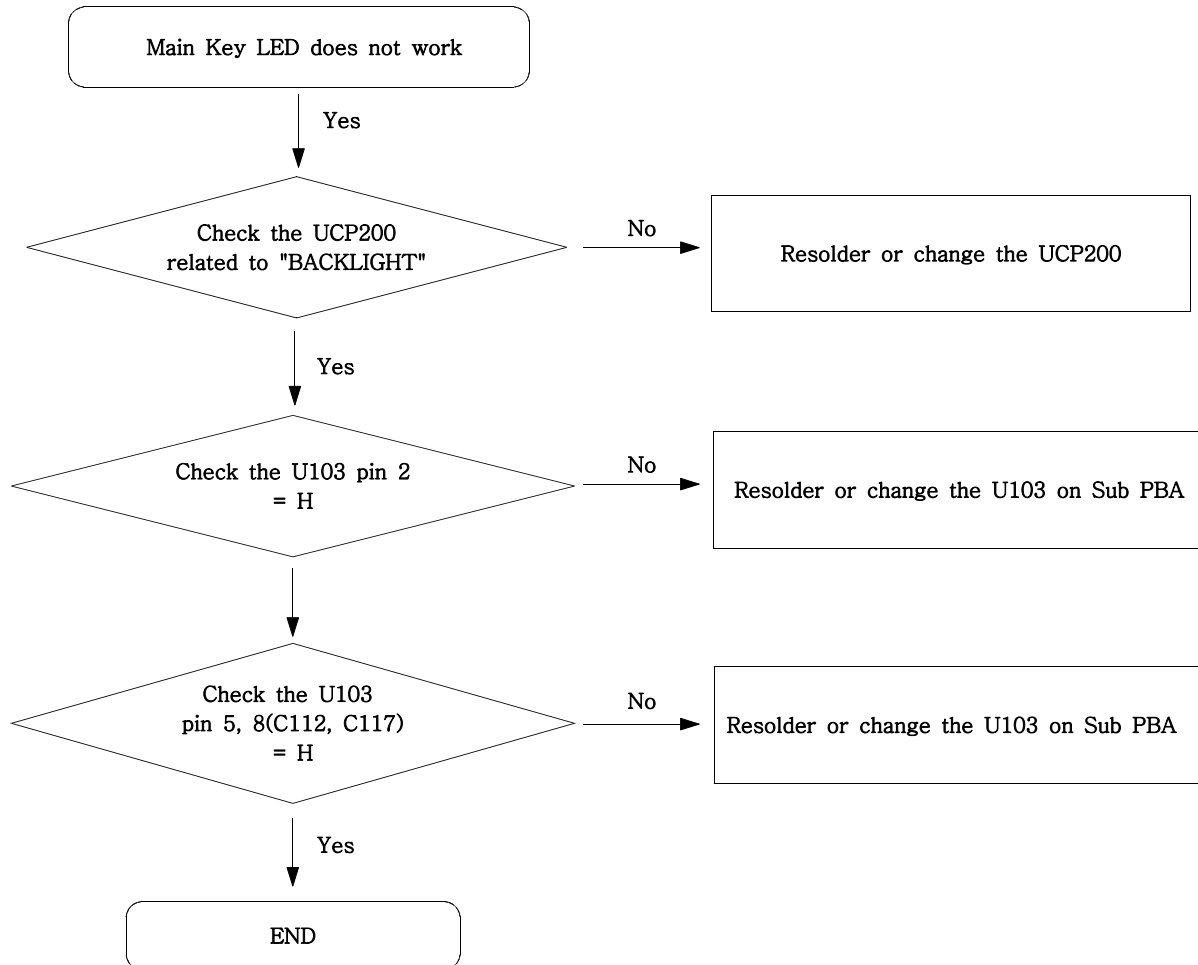 Main Key LED does not work
Yes
Check the UCP200
related to "BACKLIGHT"
No
Resolder or change the UCP200
Yes
Check the U103 pin 2
= H
No
Resolder or change the U103 on Sub PBA
Check the U103
pin 5, 8(C112, C117)
= H
No
Resolder or change the U103 on Sub PBA
Yes
END